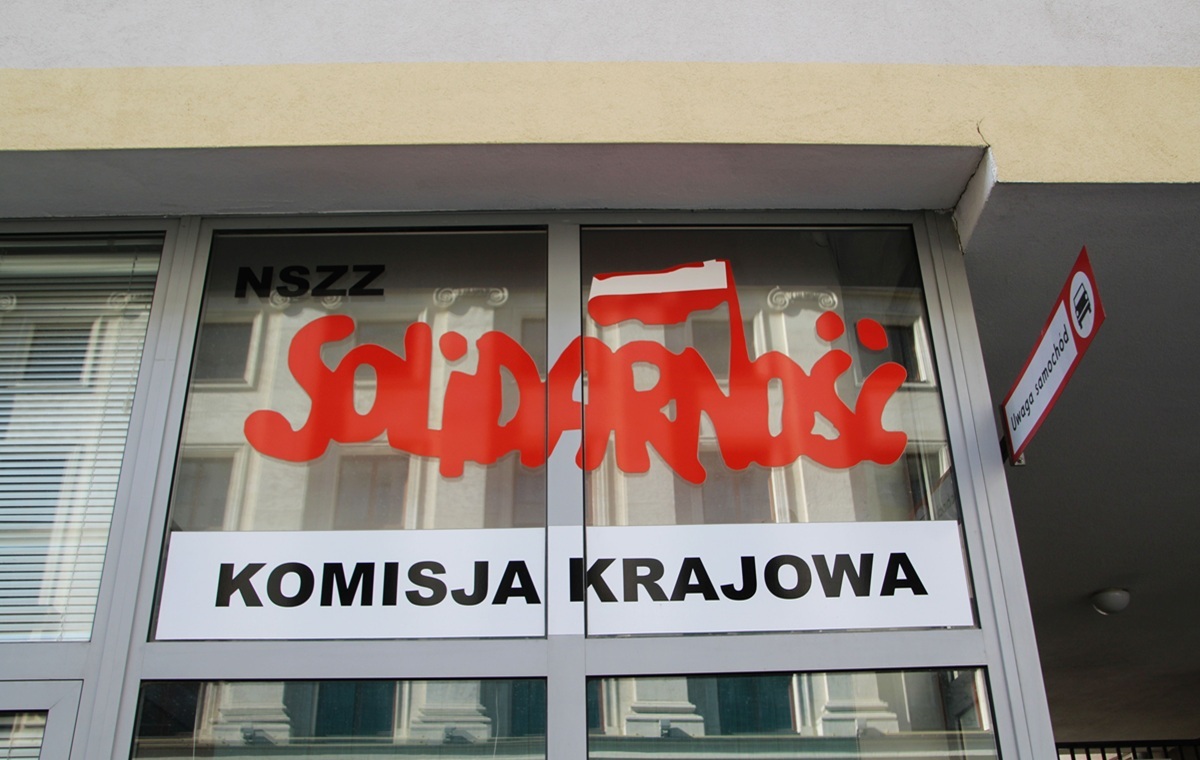 NSZZ
SOLIDARNOŚĆ
KOMISJA KRAJOWA
Uwaga samochód